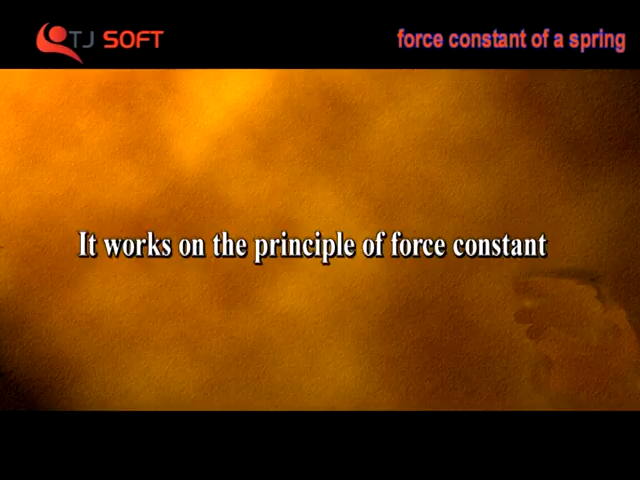 TJ SOFT
force constant of a spring
It works on the principle of force constant